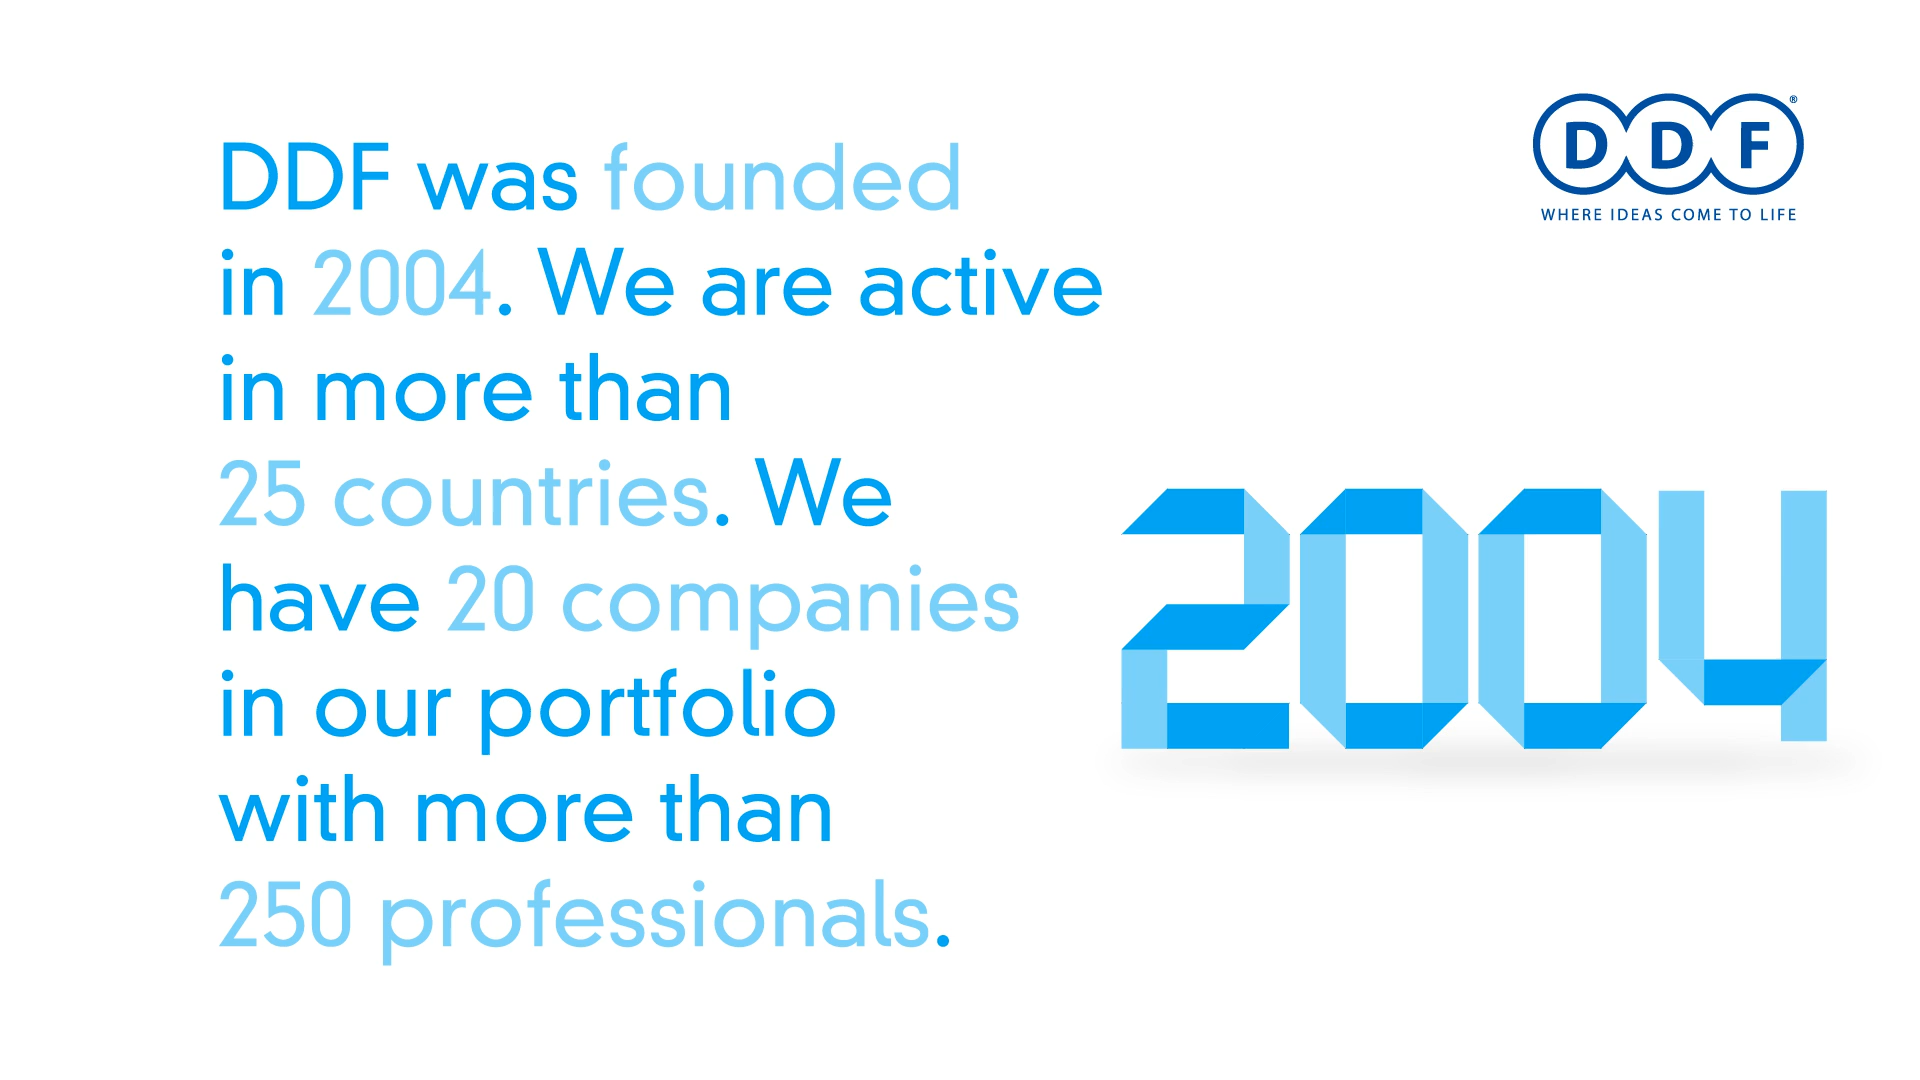 DDF was founded
in 2004. We are active
in more than
25 countries. We
have 20 companies
in our portfolio
with more than
250 professionals.
DDF®
WHERE IDEAS COME TO LIFE
2004